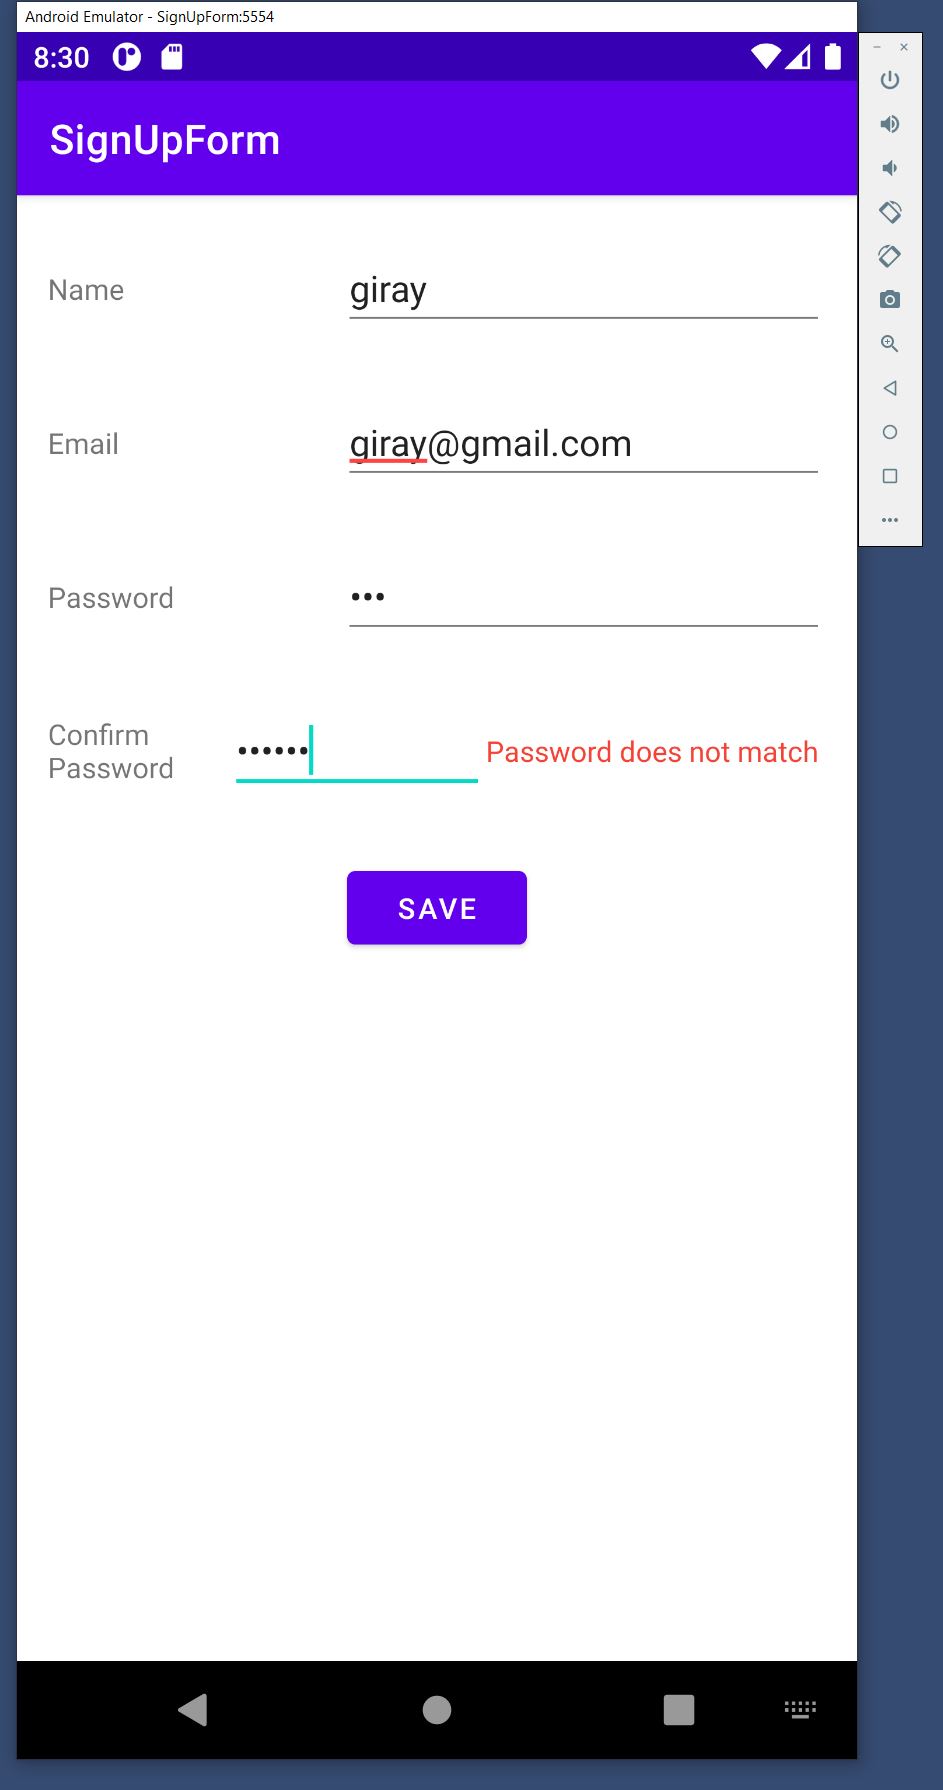 Android Emulator - SignUpForm:5554
8:30
SignUpForm
Name giray
Email giray@gmail.com
Password •••
Confirm
Password •••••• Password does not match
SAVE